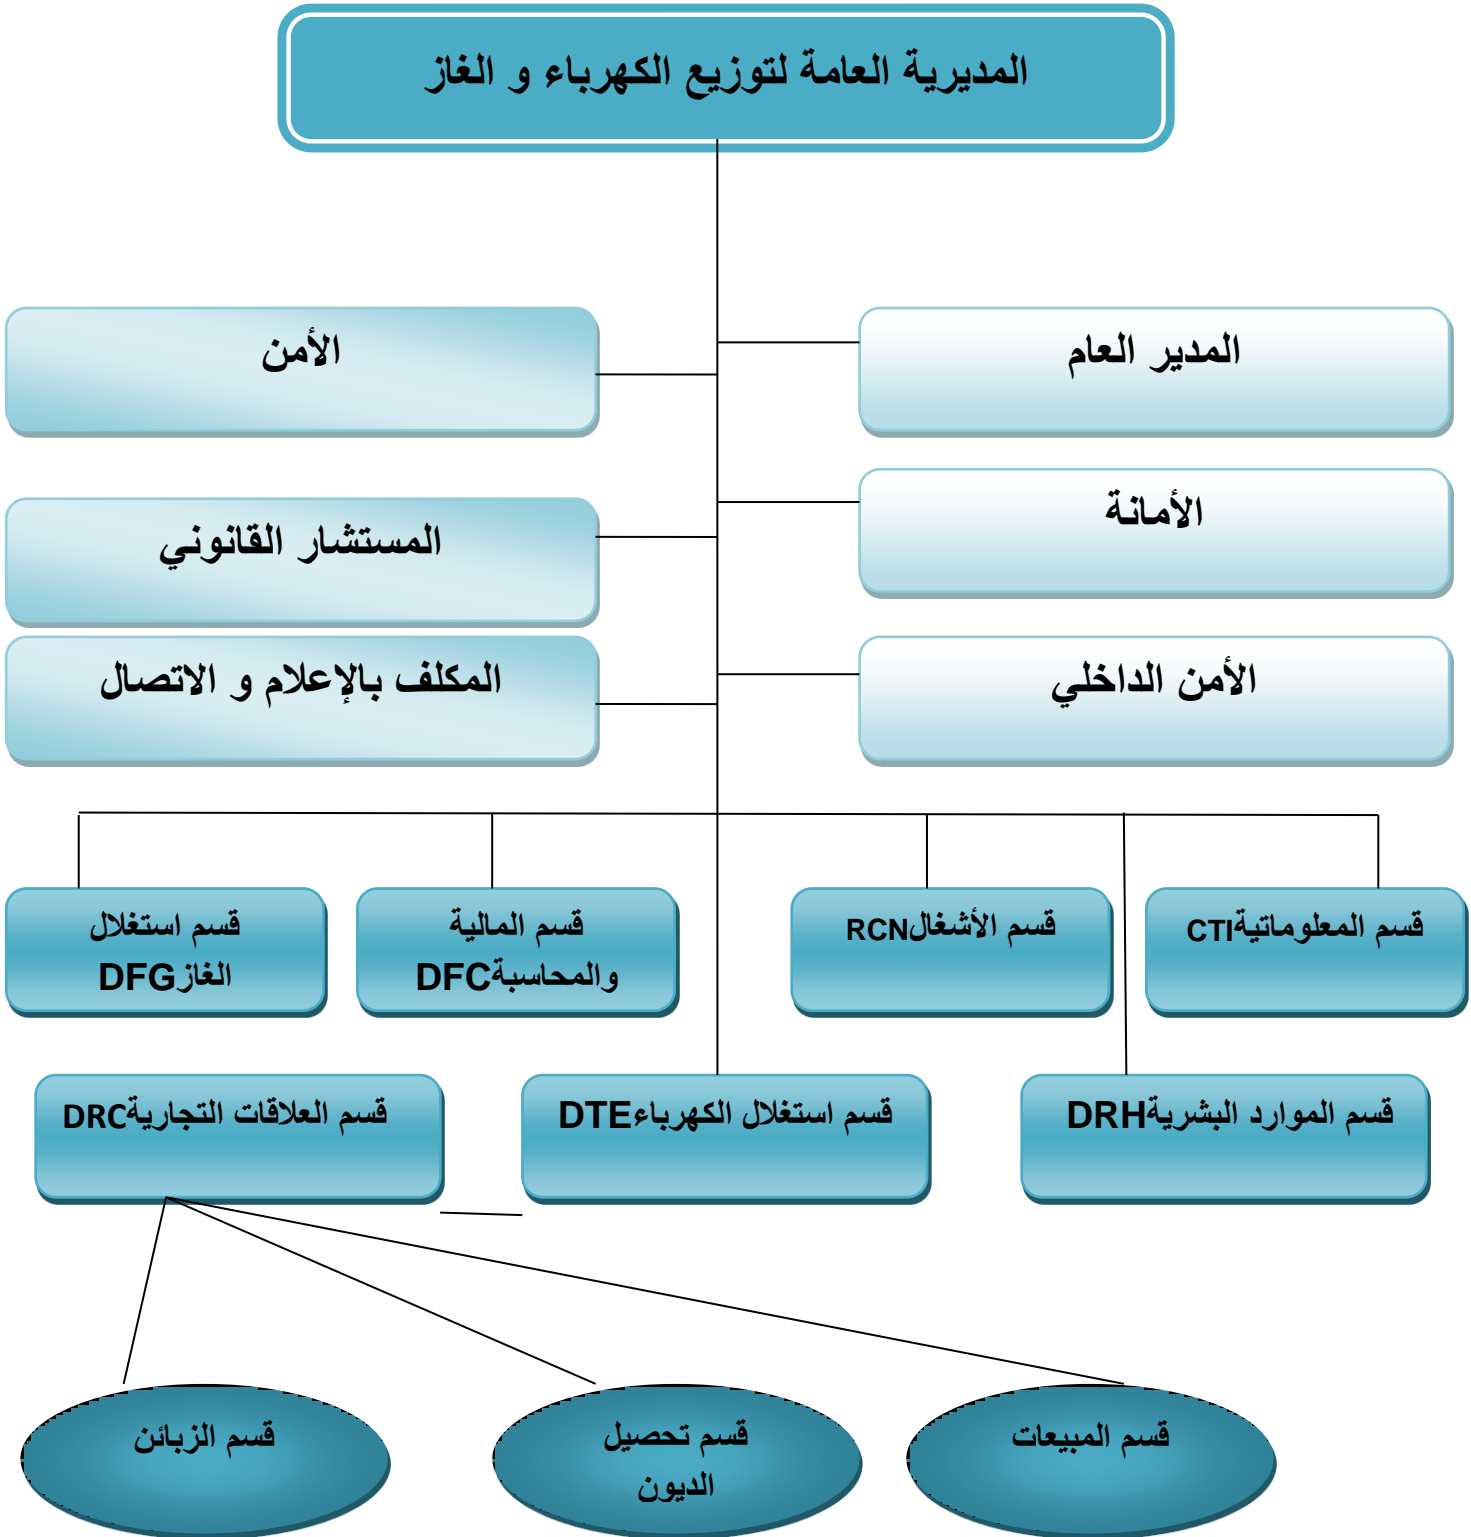 المديرية العامة لتوزيع الكهرباء و الغاز
المدير العام
الأمن
الأمانة
المستشار القانوني
الأمن الداخلي
المكلف بالإعلام و الاتصال
قسم المعلوماتيةCTI
قسم الأشغالRCN
قسم المالية
والمحاسبةDFC
قسم استغلال
الغازDFG
قسم الموارد البشريةDRH
قسم استغلال الكهرباءDTE
قسم العلاقات التجاريةDRC
قسم المبيعات
قسم تحصيل
الديون
قسم الزبائن